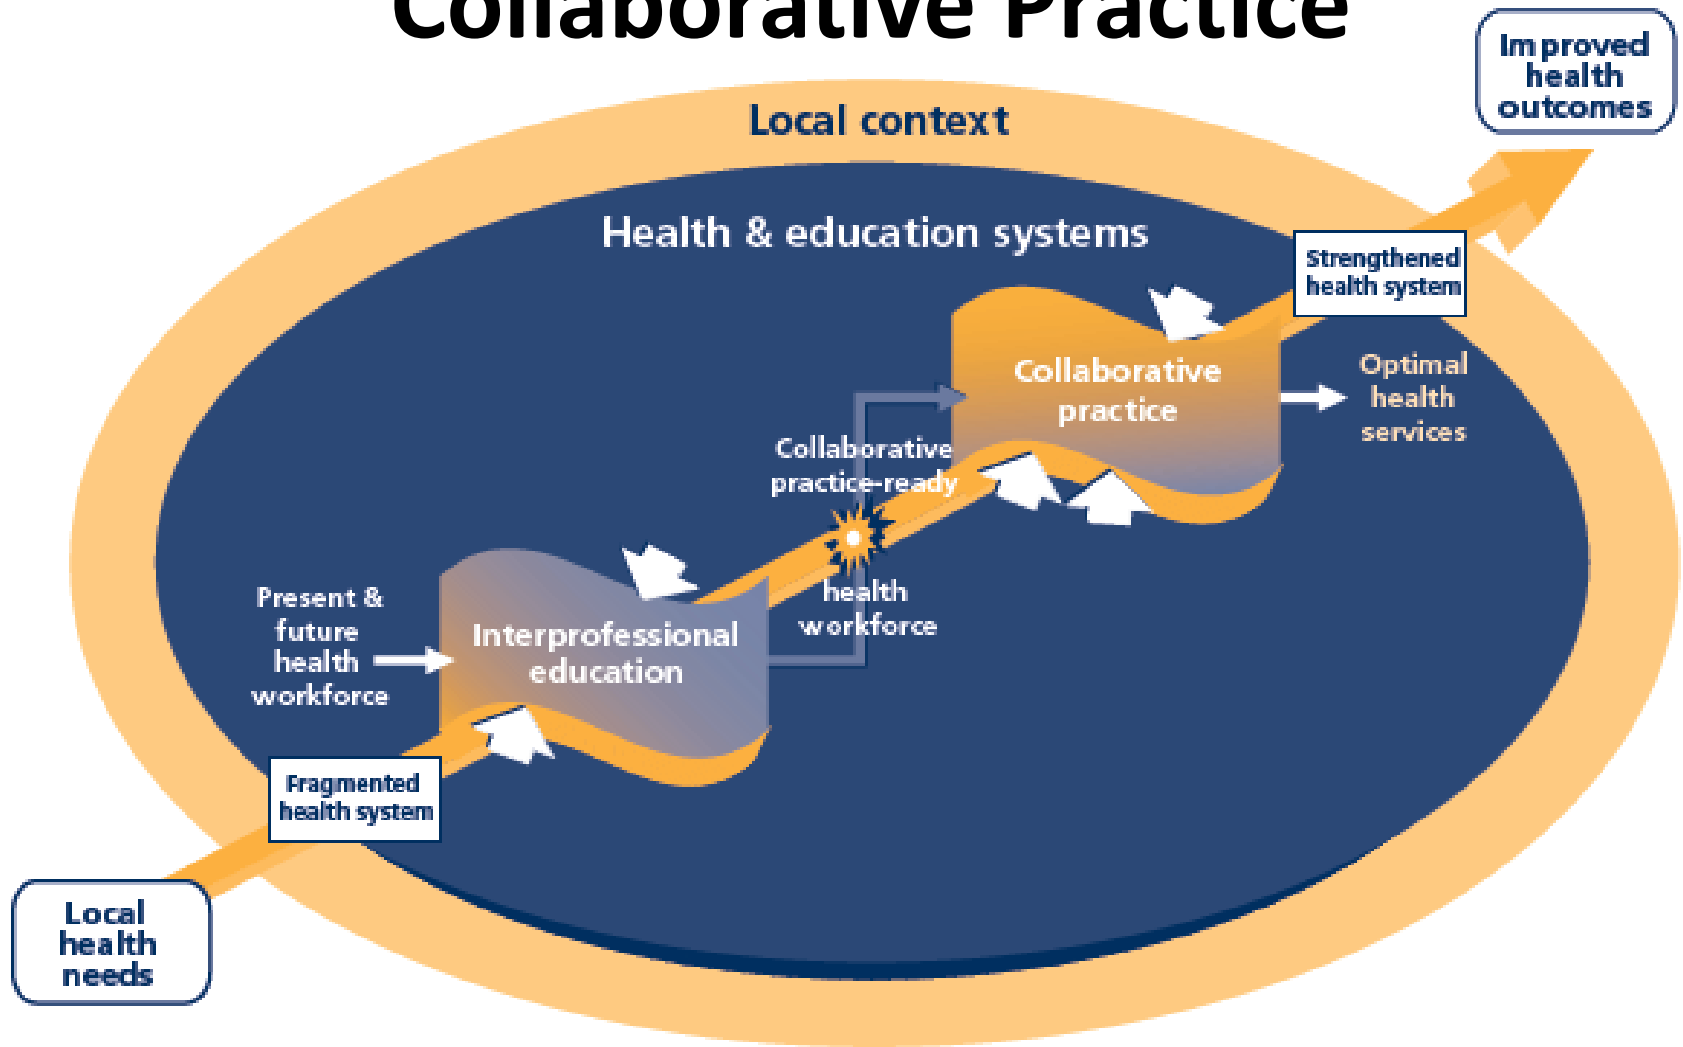 Collaborative Practice
Improved
health
outcomes
Local context
Health & education systems
Strengthened
health system
Optimal
health
services
Collaborative
practice
Collaborative
practice-ready
health
workforce
Present &
future
health
workforce
Interprofessional
education
Fragmented
health system
Local
health
needs